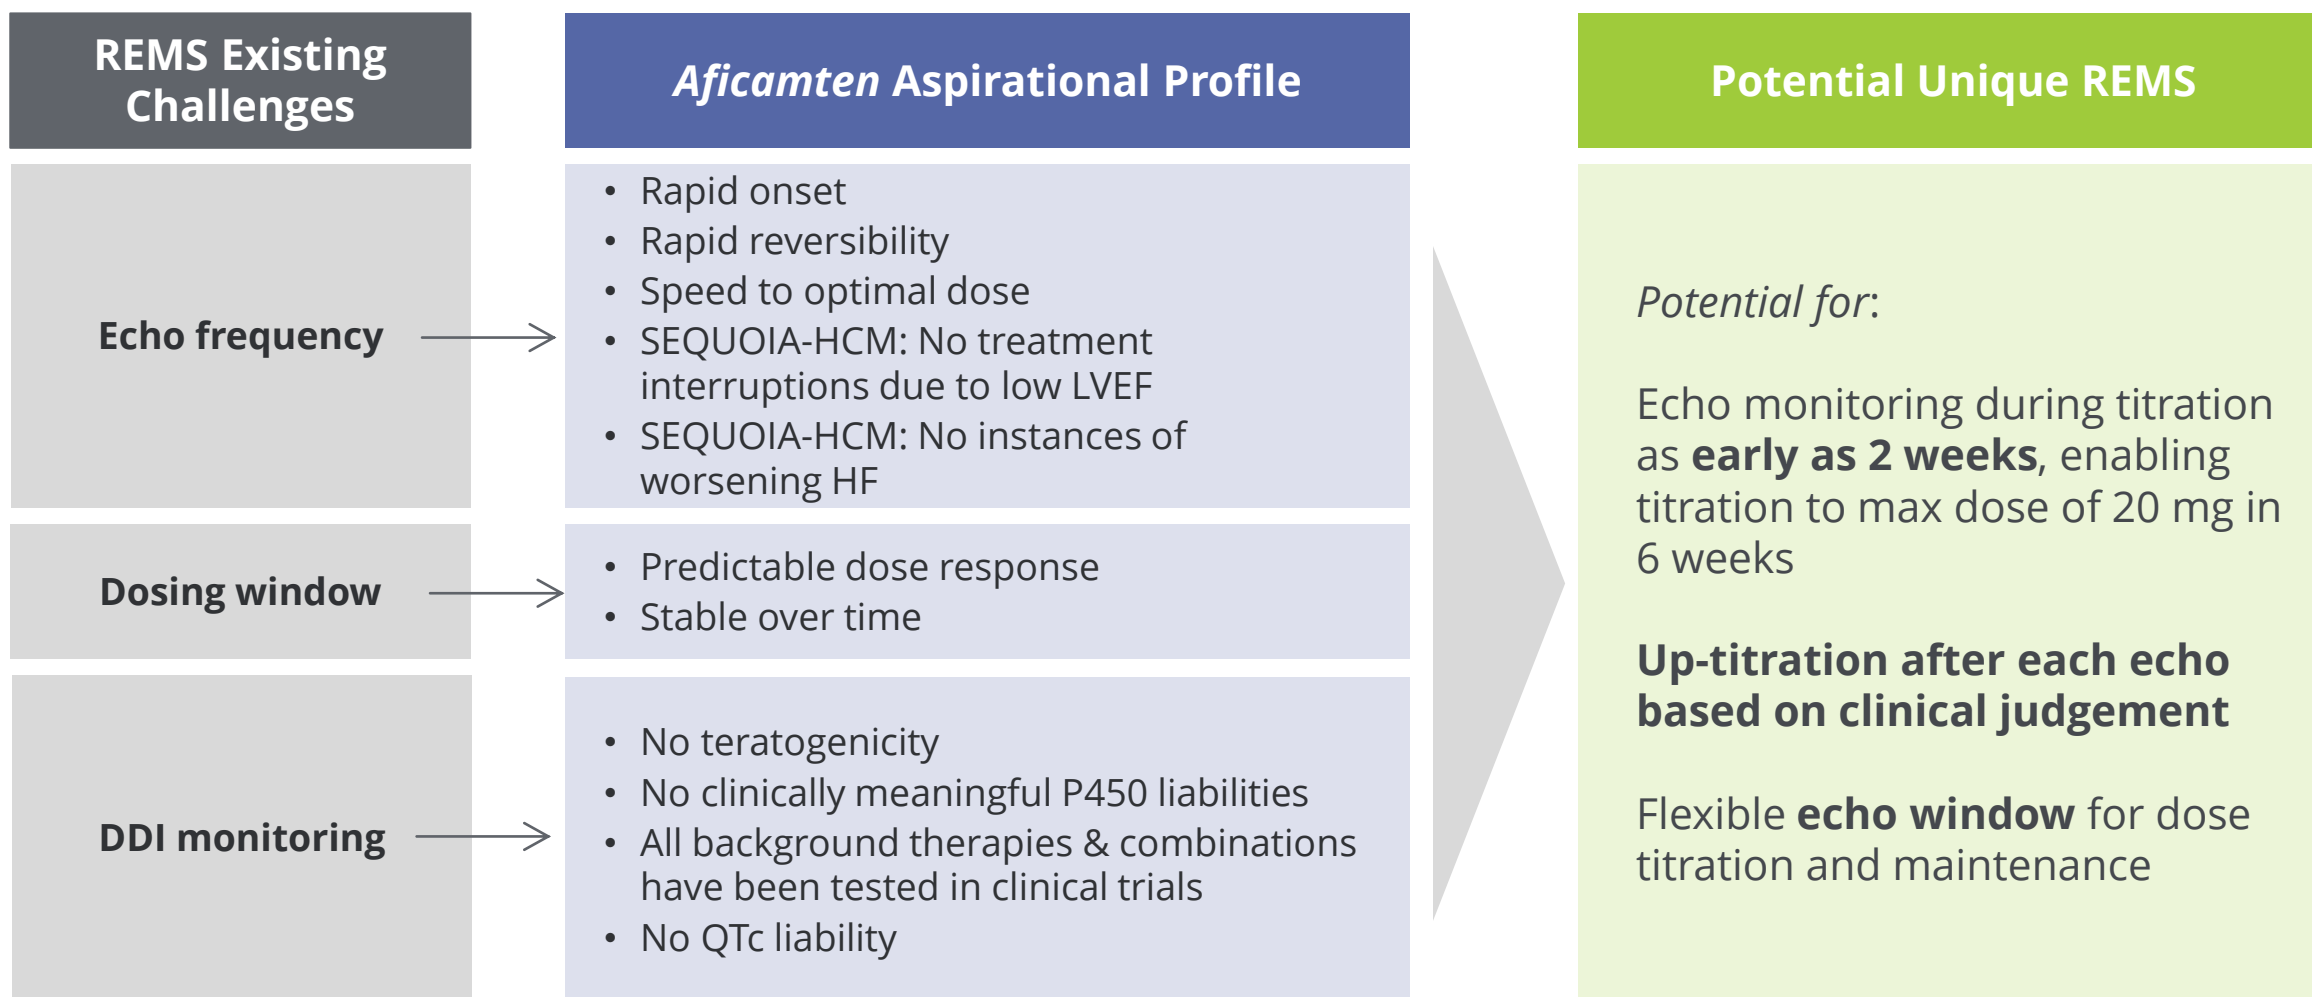 REMS Existing
Challenges
Aficamten Aspirational Profile
Potential Unique REMS
Echo frequency
• Rapid onset
• Rapid reversibility
• Speed to optimal dose
• SEQUOIA-HCM: No treatment
interruptions due to low LVEF
• SEQUOIA-HCM: No instances of
worsening HF
Dosing window
• Predictable dose response
• Stable over time
DDI monitoring
• No teratogenicity
• No clinically meaningful P450 liabilities
• All background therapies & combinations
have been tested in clinical trials
• No QTc liability
Potential for:
Echo monitoring during titration
as early as 2 weeks, enabling
titration to max dose of 20 mg in
6 weeks
Up-titration after each echo
based on clinical judgement
Flexible echo window for dose
titration and maintenance